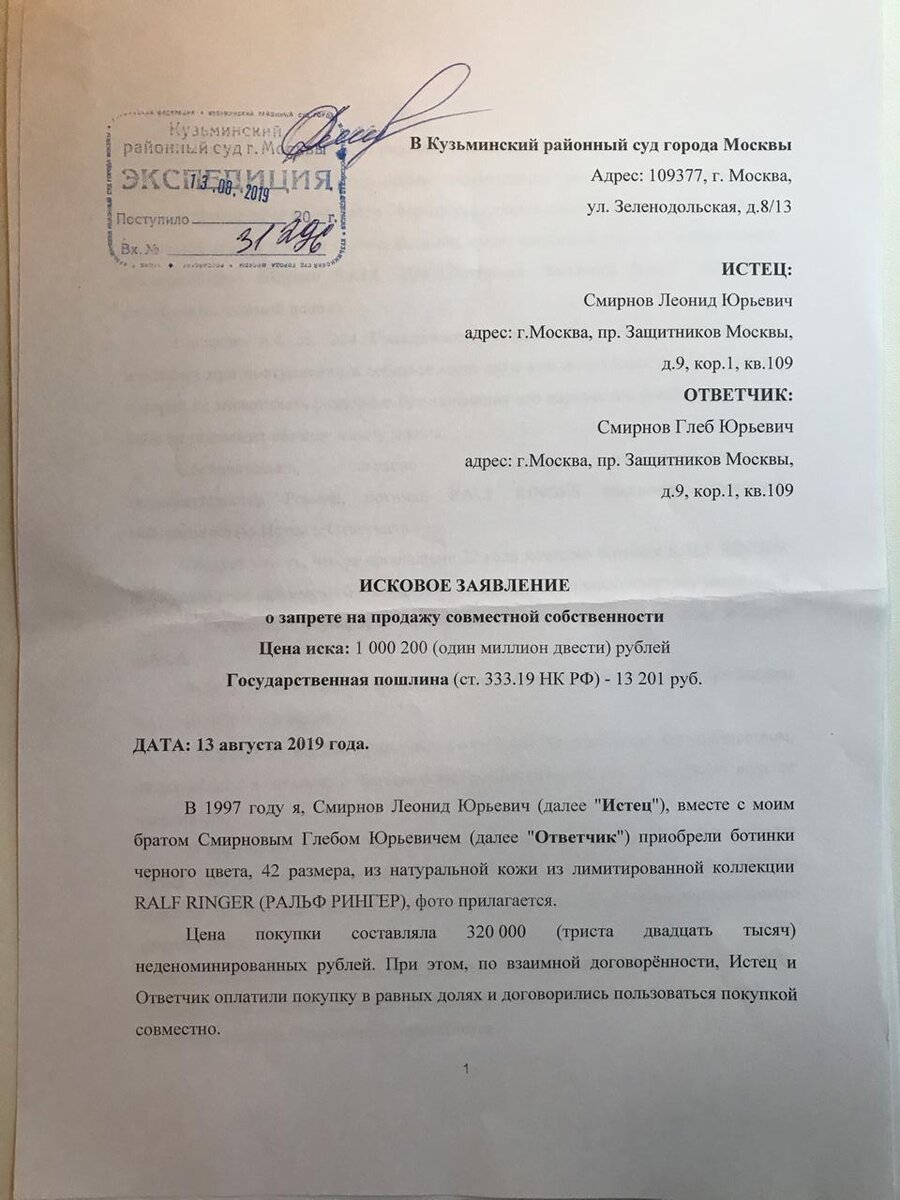 Кузьминский
районный суд г. Москвы
ЭКСПЕДИЦИЯ
13.08.2019
Поступило 20 г.
Вх. № 31290
В Кузьминский районный суд города Москвы
Адрес: 109377, г. Москва,
ул. Зеленодольская, д.8/13
ИСТЕЦ:
Смирнов Леонид Юрьевич
адрес: г.Москва, пр. Защитников Москвы,
д.9, кор.1, кв.109
ОТВЕТЧИК:
Смирнов Глеб Юрьевич
адрес: г.Москва, пр. Защитников Москвы,
д.9, кор.1, кв.109
ИСКОВОЕ ЗАЯВЛЕНИЕ
о запрете на продажу совместной собственности
Цена иска: 1 000 200 (один миллион двести) рублей
Государственная пошлина (ст. 333.19 НК РФ) - 13 201 руб.
ДАТА: 13 августа 2019 года.
В 1997 году я, Смирнов Леонид Юрьевич (далее "Истец"), вместе с моим
братом Смирновым Глебом Юрьевичем (далее "Ответчик") приобрели ботинки
черного цвета, 42 размера, из натуральной кожи из лимитированной коллекции
RALF RINGER (РАЛЬФ РИНГЕР), фото прилагается.
Цена покупки составляла 320 000 (триста двадцать тысяч)
неденоминированных рублей. При этом, по взаимной договорённости, Истец и
Ответчик оплатили покупку в равных долях и договорились пользоваться покупкой
совместно.
1